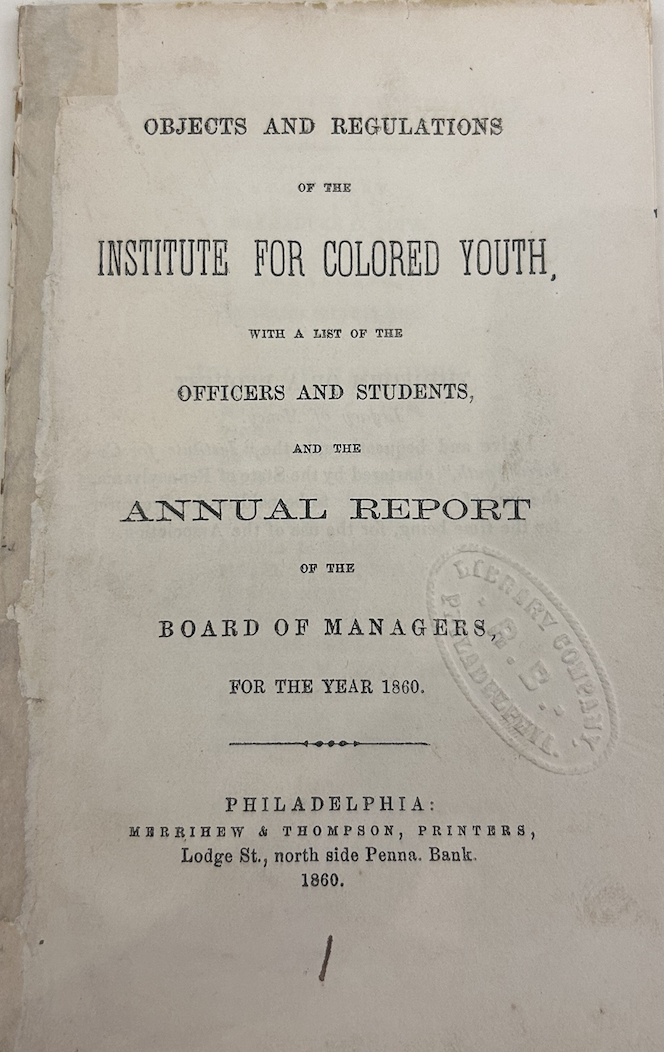 OBJECTS AND REGULATIONS
OF THE
INSTITUTE FOR COLORED YOUTH,
WITH A LIST OF THE
OFFICERS AND STUDENTS,
AND THE
ANNUAL REPORT
OF THE
BOARD OF MANAGERS,
FOR THE YEAR 1860.
LIBRARY COMPANY
PHILADELPHIA.
PHILADELPHIA:
MERRIHEW & THOMPSON, PRINTERS,
Lodge St., north side Penna. Bank.
1860.
1